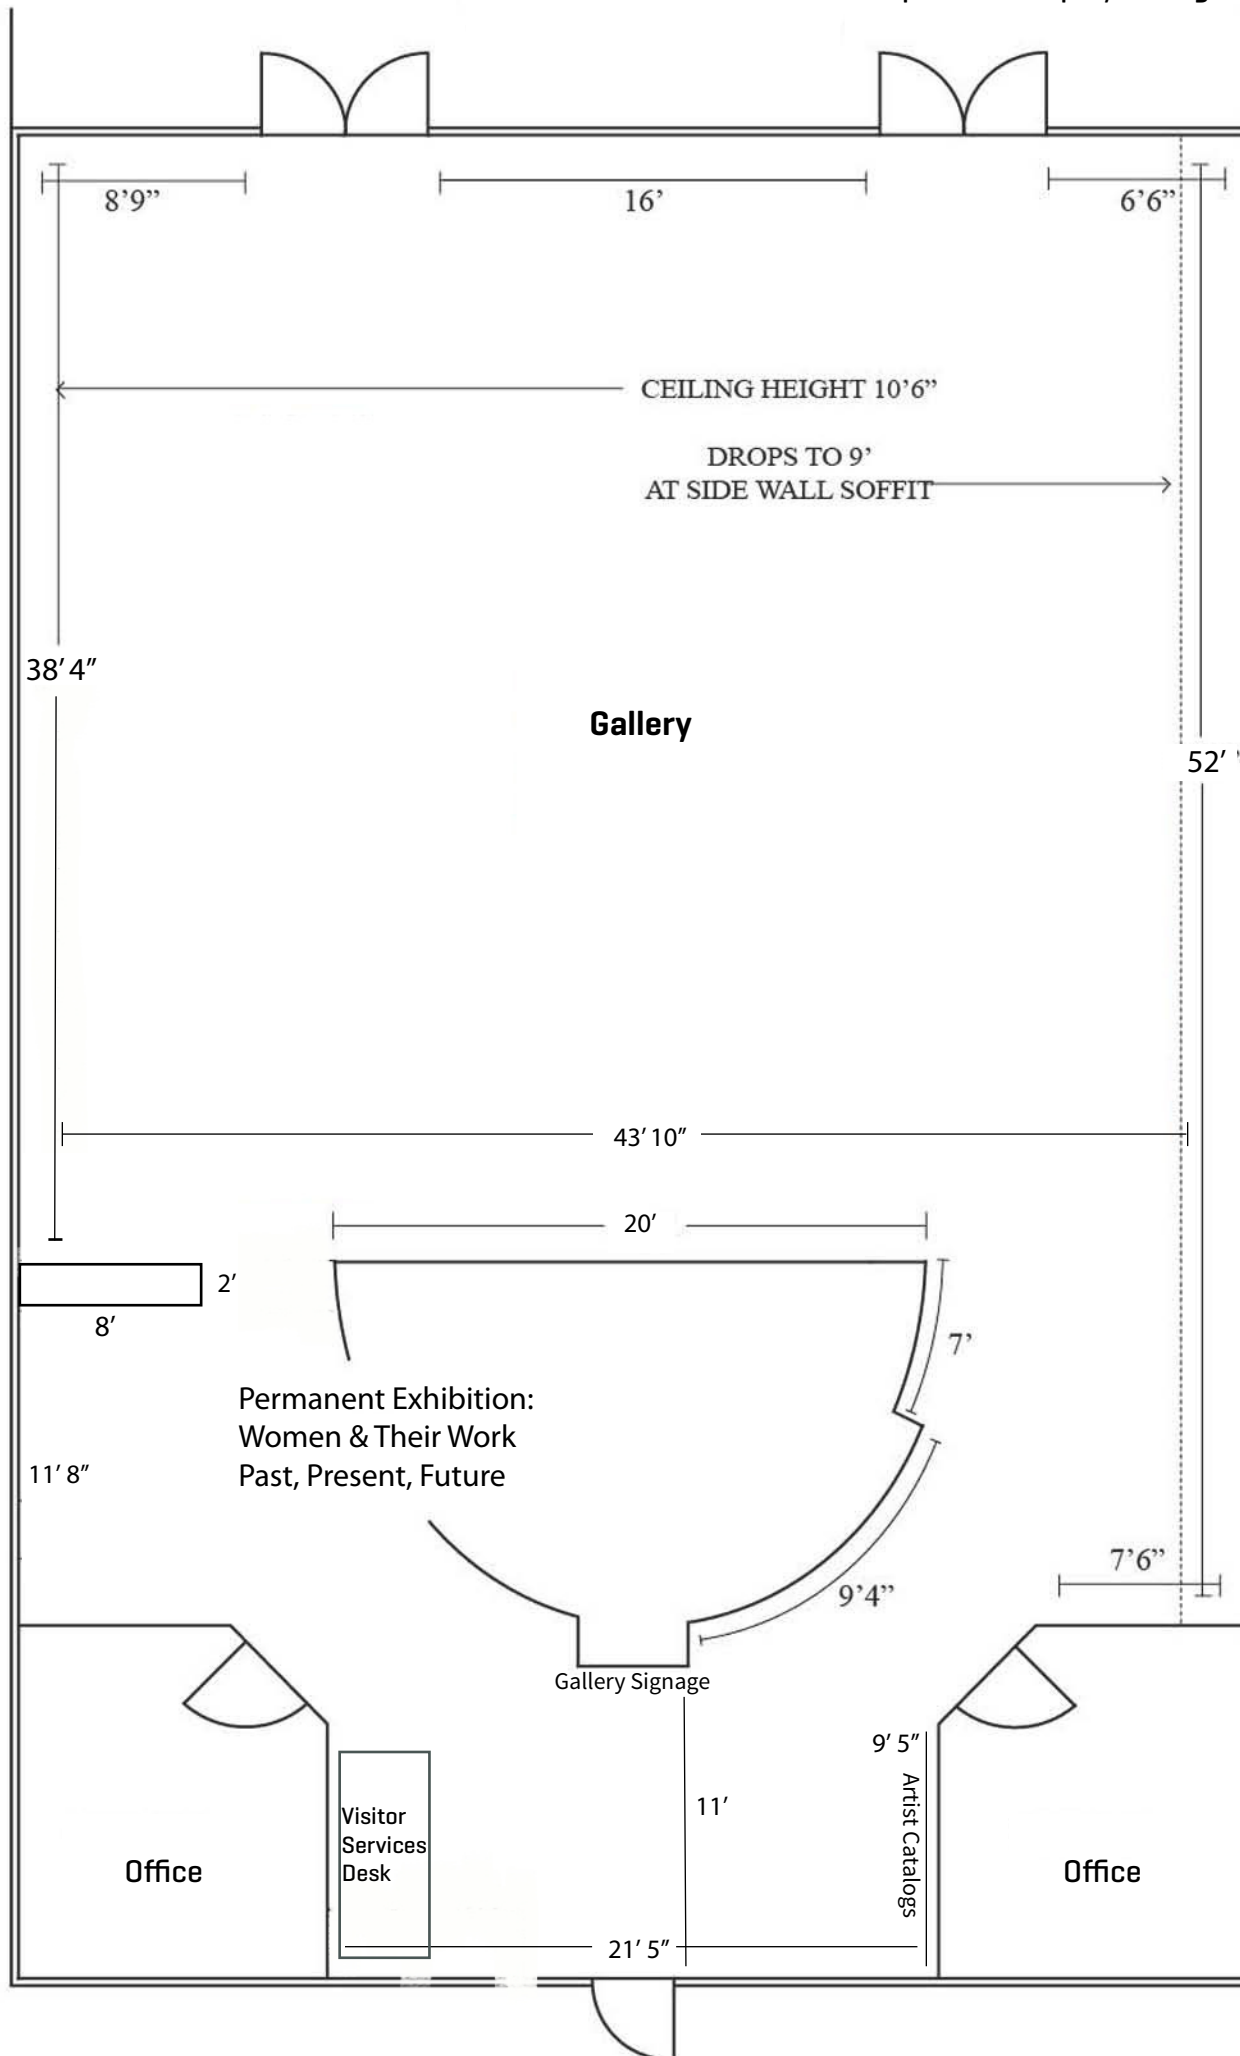 8’9”
16’
6’6”
CEILING HEIGHT 10’6”
DROPS TO 9’
AT SIDE WALL SOFFIT
38’ 4”
Gallery
52’
43’ 10”
20’
2’
8’
7’
Permanent Exhibition:
Women & Their Work
Past, Present, Future
11’ 8”
7’6”
9’4”
Gallery Signage
9’ 5”
Artist Catalogs
11’
Visitor
Services
Desk
Office
Office
21’ 5”